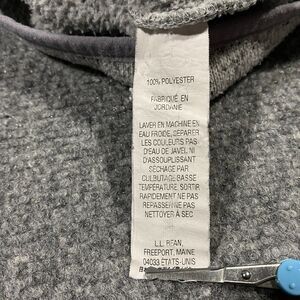 100% POLYESTER
FABRIQUÉ EN
JORDANIE
LAVER EN MACHINE EN
EAU FROIDE, SÉPARER
LES COULEURS PAS
D'EAU DE JAVEL NI
D'ASSOUPLISSANT
SÉCHAGE PAR
CULBUTAGE BASSE
TEMPÉRATURE SORTIR
RAPIDEMENT NE PAS
REPASSER NE PAS
NETTOYER À SEC
L.L. BEAN
FREEPORT, MAINE
04033 ÉTATS-UNIS